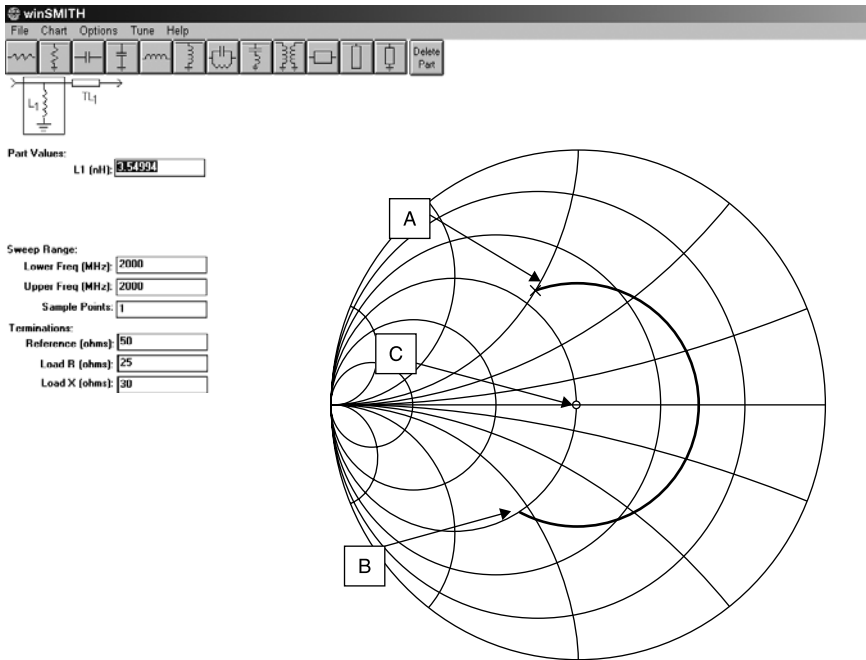 winSMITH
File Chart Options Tune Help
Delete Part
L1
TL1
Part Values:
L1 (nH): 3.54994
Sweep Range:
Lower Freq (MHz): 2000
Upper Freq (MHz): 2000
Sample Points: 1
Terminations:
Reference (ohms): 50
Load R (ohms): 25
Load X (ohms): 30
A
C
B